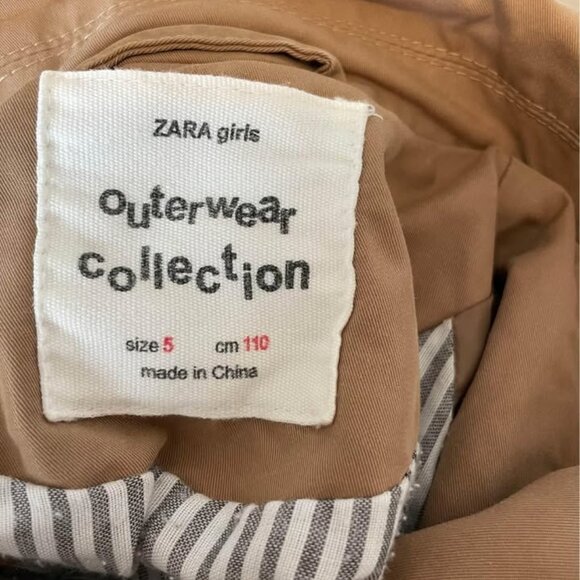 ZARA girls
outerwear
collection
size 5 cm 110
made in China